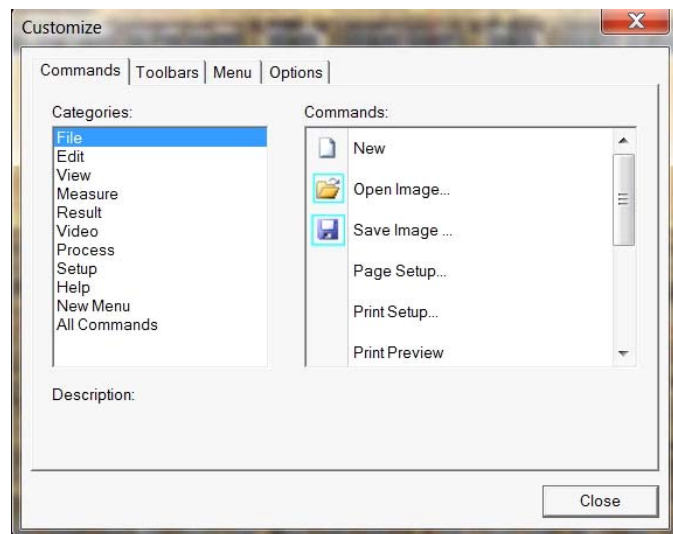 Customize
Commands Toolbars Menu Options
Categories:
File
Edit
View
Measure
Result
Video
Process
Setup
Help
New Menu
All Commands
Commands:
New
Open Image...
Save Image ...
Page Setup...
Print Setup...
Print Preview
Description:
Close